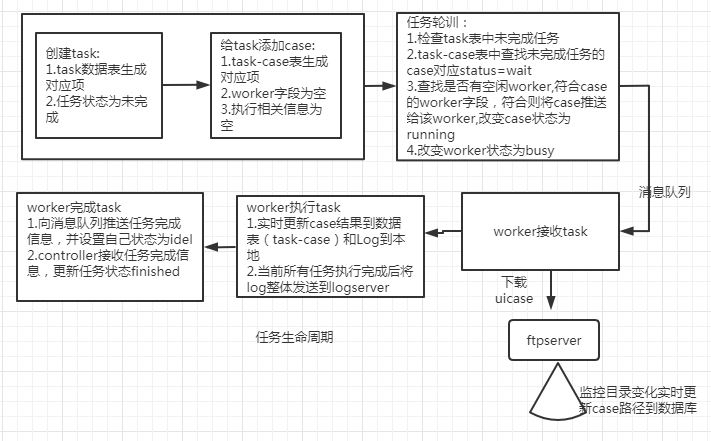 创建task:
1.task数据表生成
对应项
2.任务状态为未完
成
给task添加case:
1.task-case表生成
对应项
2.worker字段为空
3.执行相关信息为
空
任务轮训：
1.检查task表中未完成任务
2.task-case表中查找未完成任务的
case对应status=wait
3.查找是否有空闲worker,符合case
的worker字段，符合则将case推送
给该worker,改变case状态为
running
4.改变worker状态为busy
消息队列
worker完成task
1.向消息队列推送任务完成
信息，并设置自己状态为idel
2.controller接收任务完成信
息，更新任务状态finished
worker执行task
1.实时更新case结果到数据
表（task-case）和Log到本
地
2.当前所有任务执行完成后将
log整体发送到logserver
worker接收task
下载
uicase
任务生命周期
ftpserver
监控目录变化实时更
新case路径到数据库